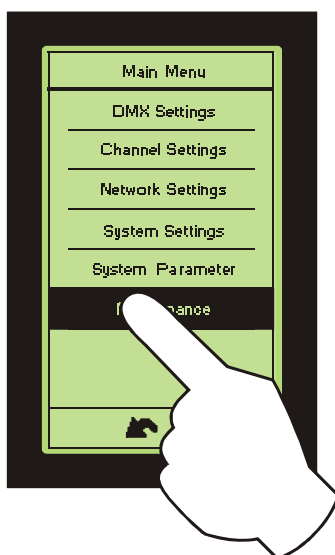 Main Menu
DMX Settings
Channel Settings
Network Settings
System Settings
System Parameter